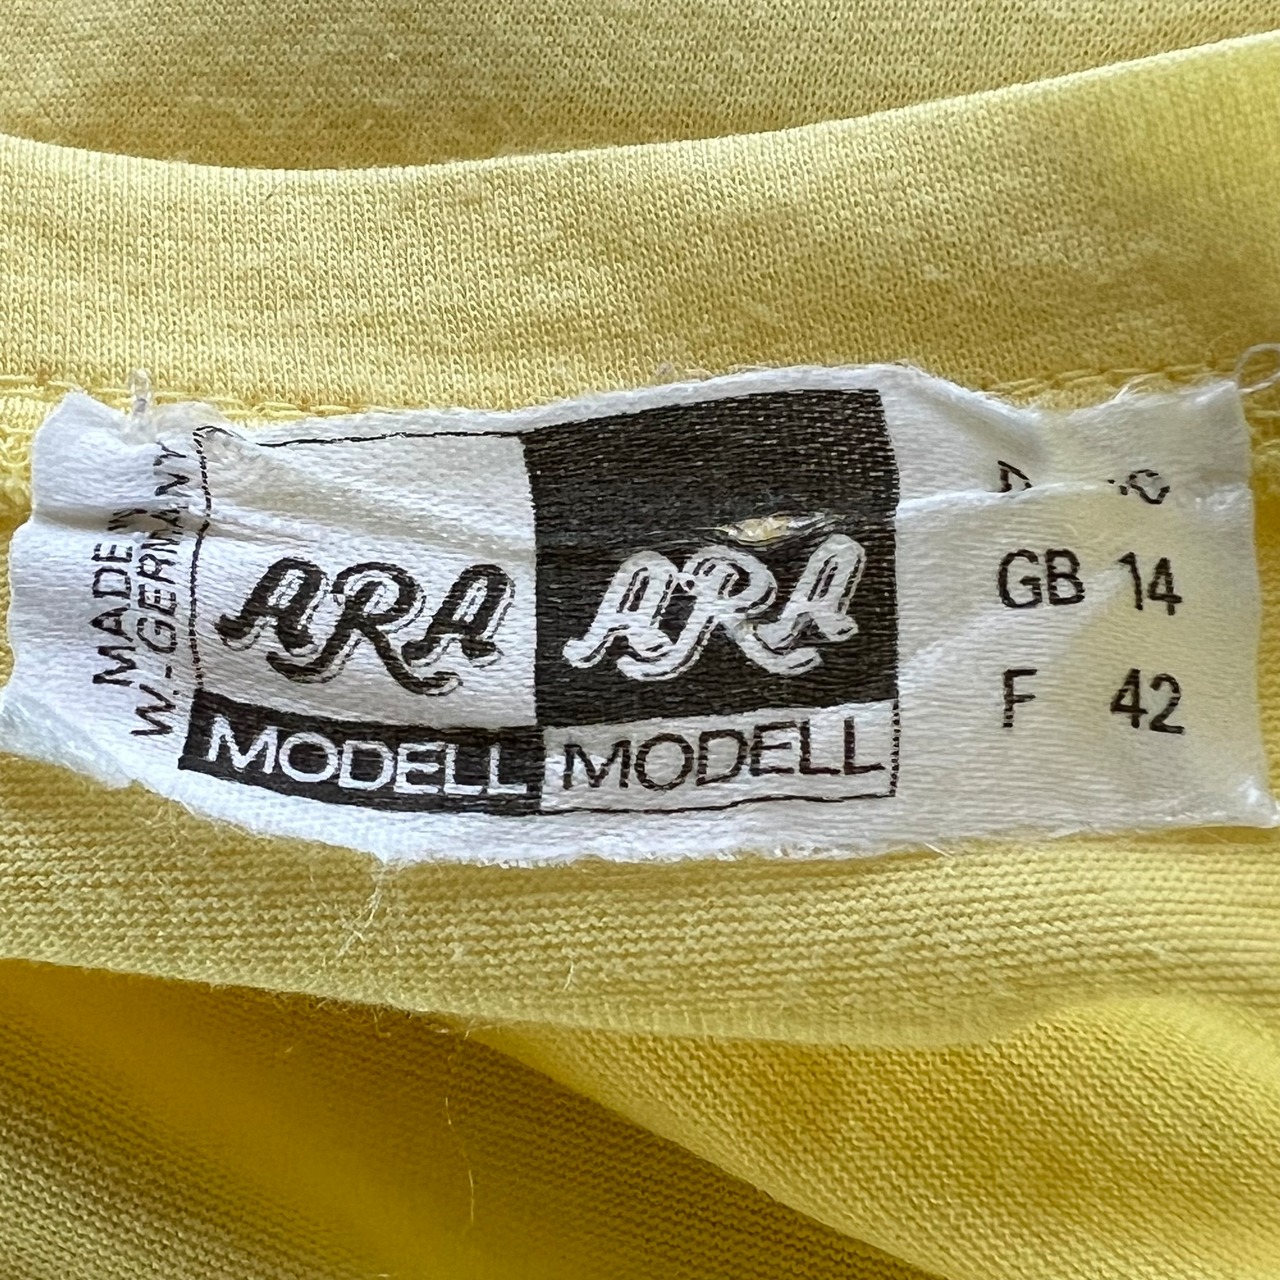 MADE IN
W.-GERMANY
ARA
MODELL
ARA
MODELL
D
GB 14
F 42